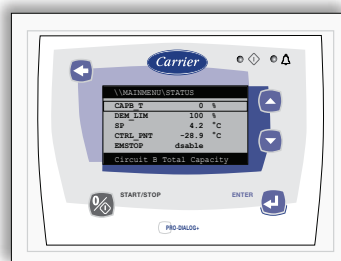 Carrier
\\MAINMENU\STATUS
CAPB_T 0 %
DEM_LIM 100 %
SP 4.2 °C
CTRL_PNT -28.9 °C
EMSTOP dsable
Circuit B Total Capacity
START/STOP
ENTER
PRO-DIALOG+